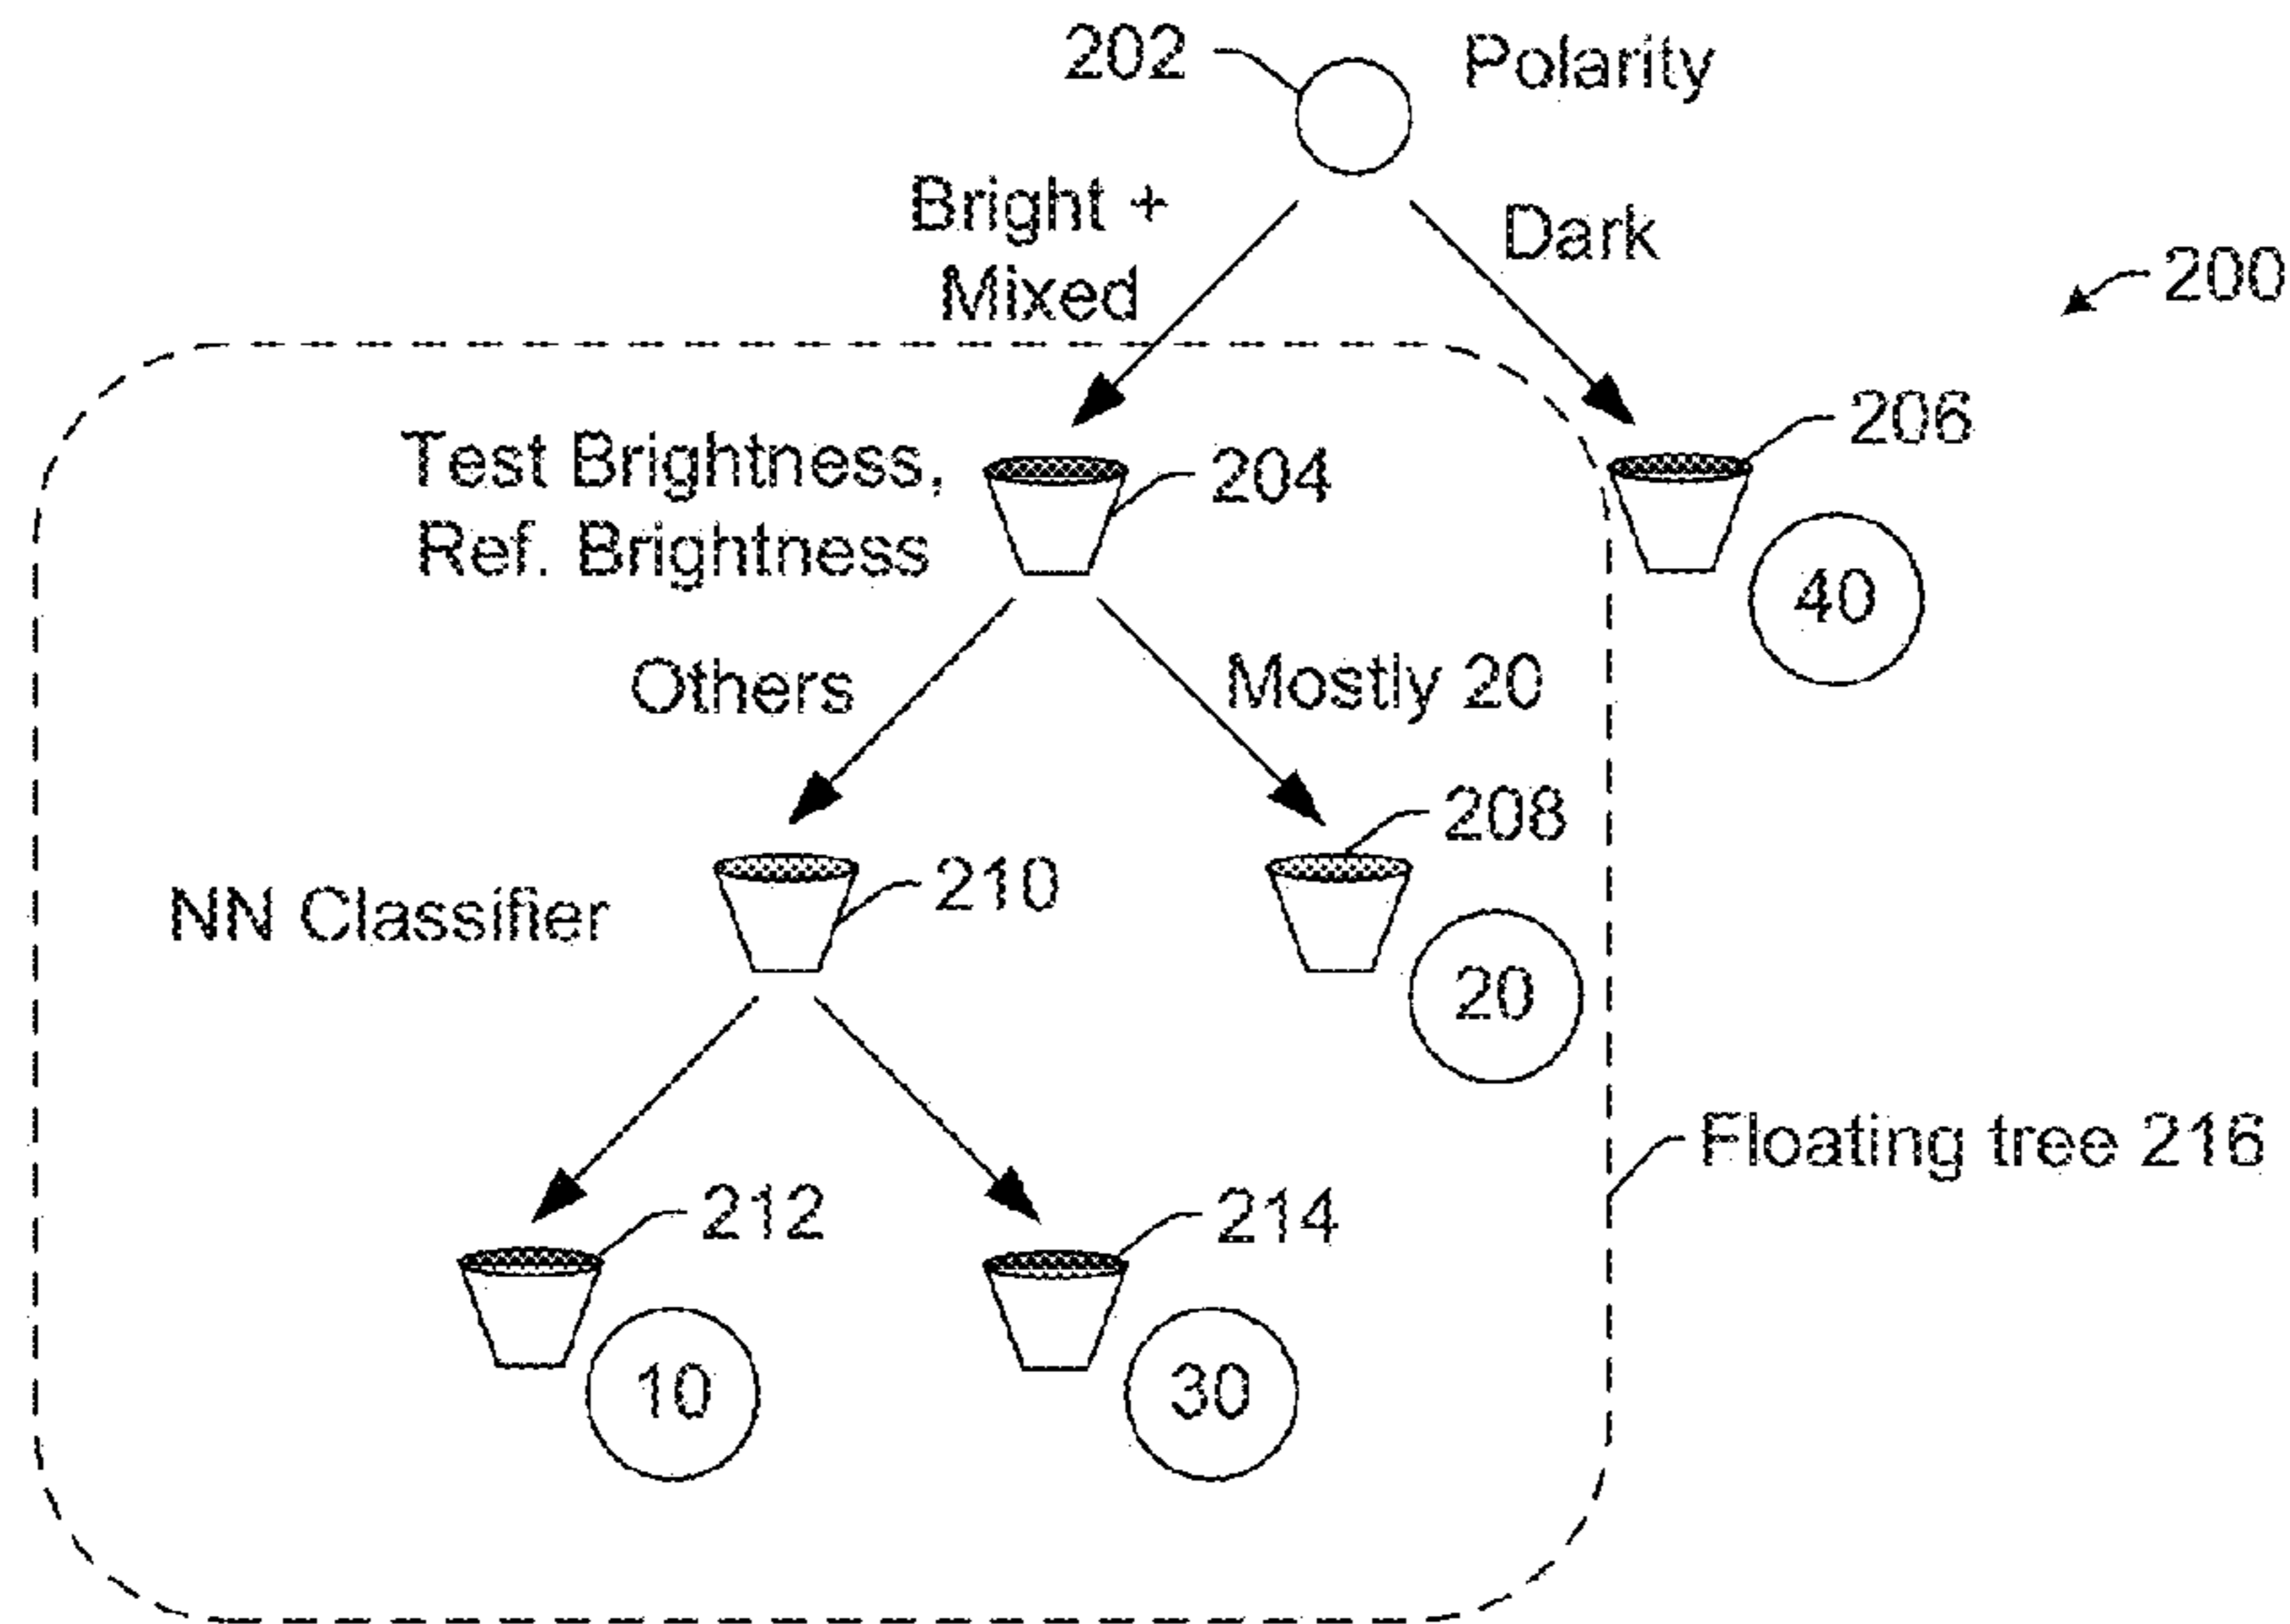 202
Polarity
Bright +
Mixed
Dark
200
206
Test Brightness,
Ref. Brightness
204
40
Others
Mostly 20
208
NN Classifier
210
20
Floating tree 216
212
214
10
30